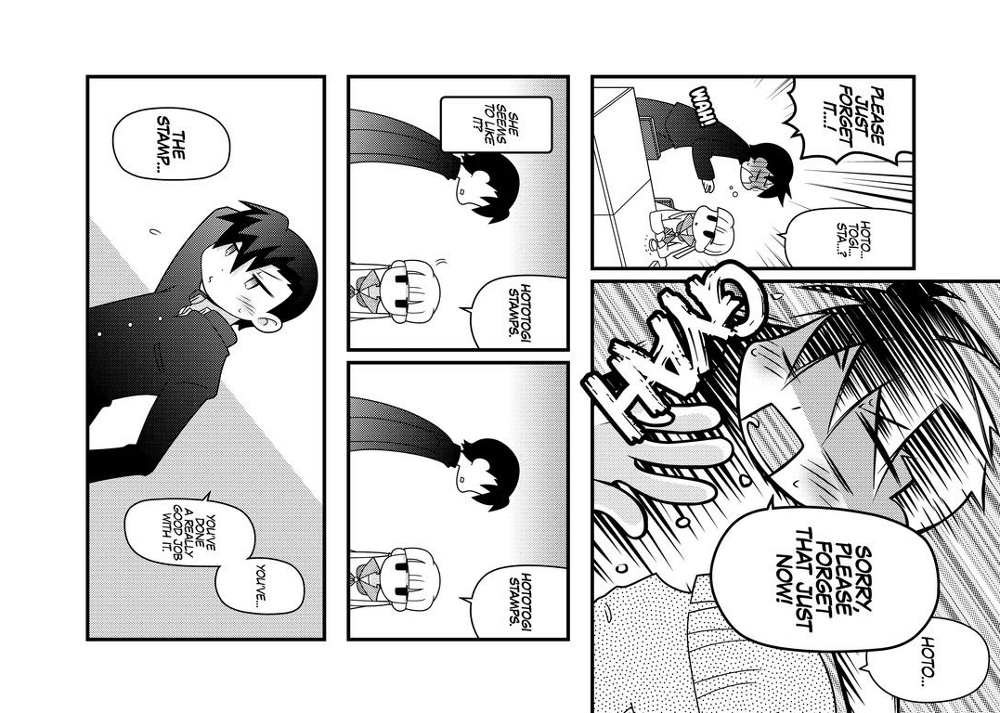 HOTO...
SORRY,
PLEASE
FORGET
THAT JUST
NOW!
HOTO...
TOGI...
STA...?
PLEASE
JUST
FORGET
IT...!
WAH!
HOTOTOGI
STAMPS.
HOTOTOGI
STAMPS.
SHE
SEEMS
TO LIKE
IT?
YOU'VE...
YOU'VE
DONE
A REALLY
GOOD JOB
WITH IT.
THE
STAMP...